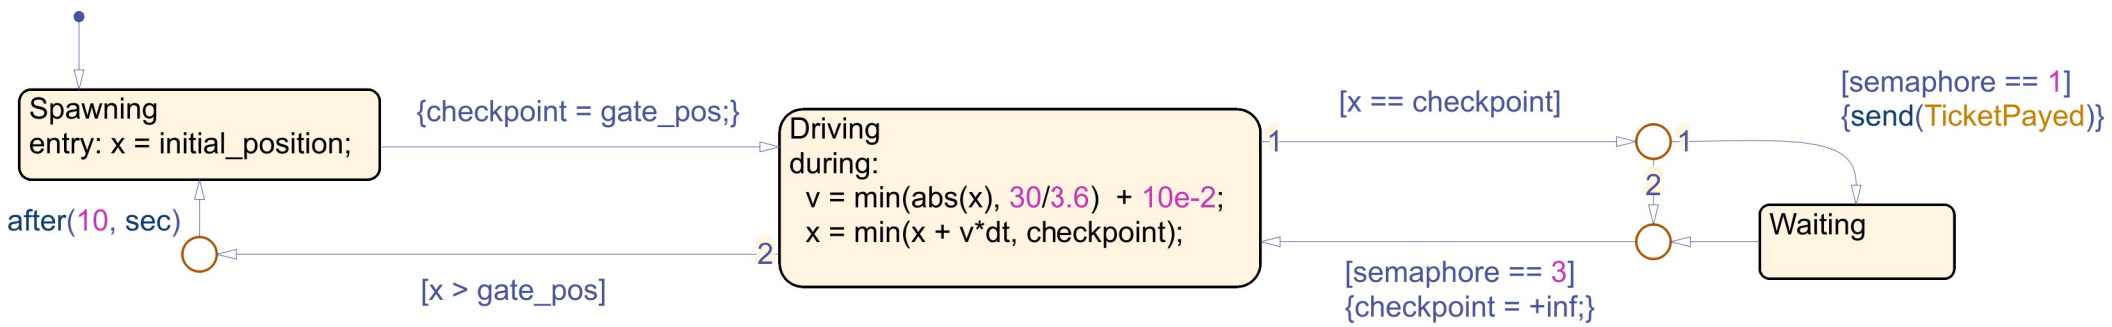 Spawning
entry: x = initial_position;
{checkpoint = gate_pos;}
Driving
during:
v = min(abs(x), 30/3.6) + 10e-2;
x = min(x + v*dt, checkpoint);
1
[x == checkpoint]
1
[semaphore == 1]
{send(TicketPayed)}
2
Waiting
[semaphore == 3]
{checkpoint = +inf;}
2
[x > gate_pos]
after(10, sec)